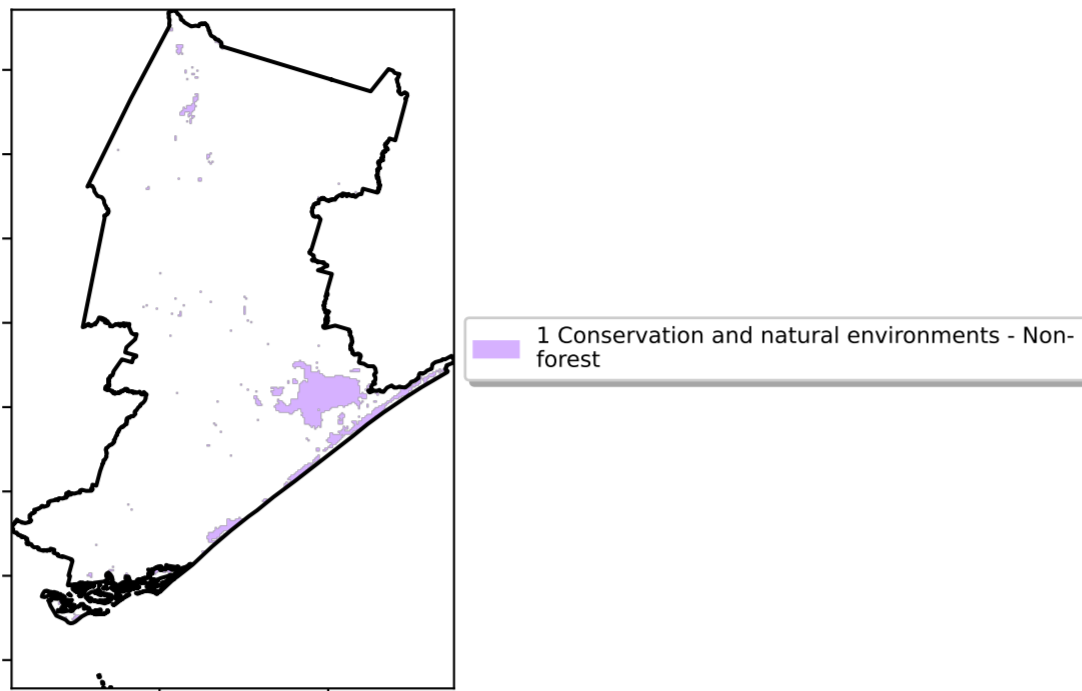 1 Conservation and natural environments - Non-
forest